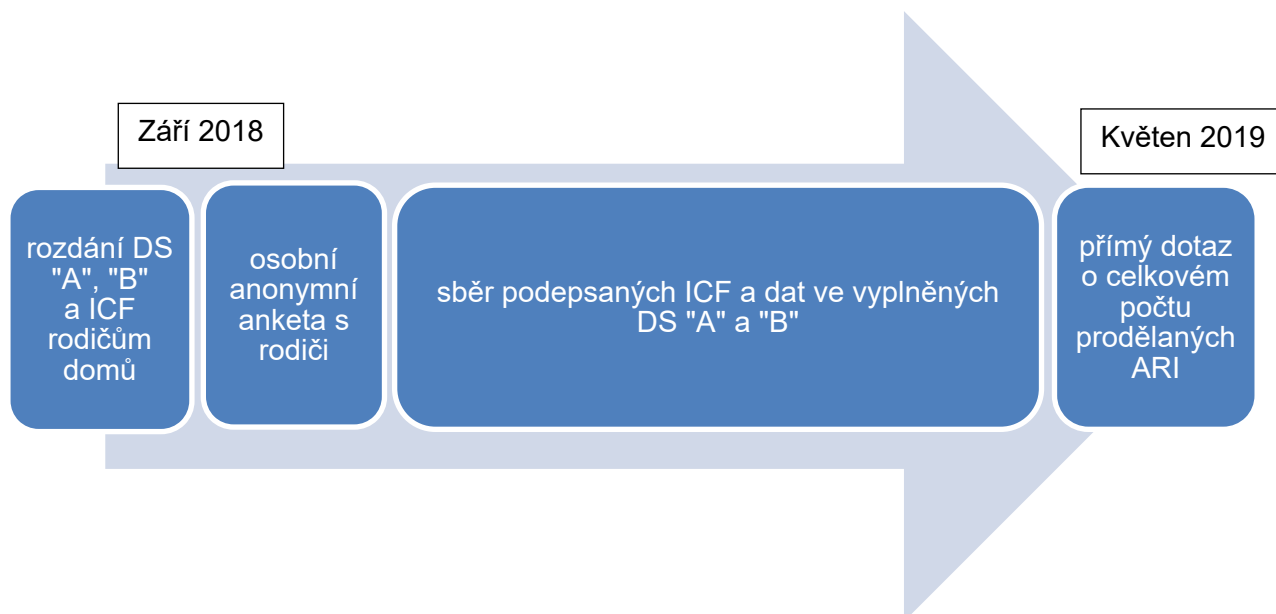 Září 2018
Květen 2019
rozdání DS
"A", "B"
a ICF
rodičům
domů
osobní
anonymní
anketa s
rodiči
sběr podepsaných ICF a dat ve vyplněných
DS "A" a "B"
přímý dotaz
o celkovém
počtu
prodělaných
ARI